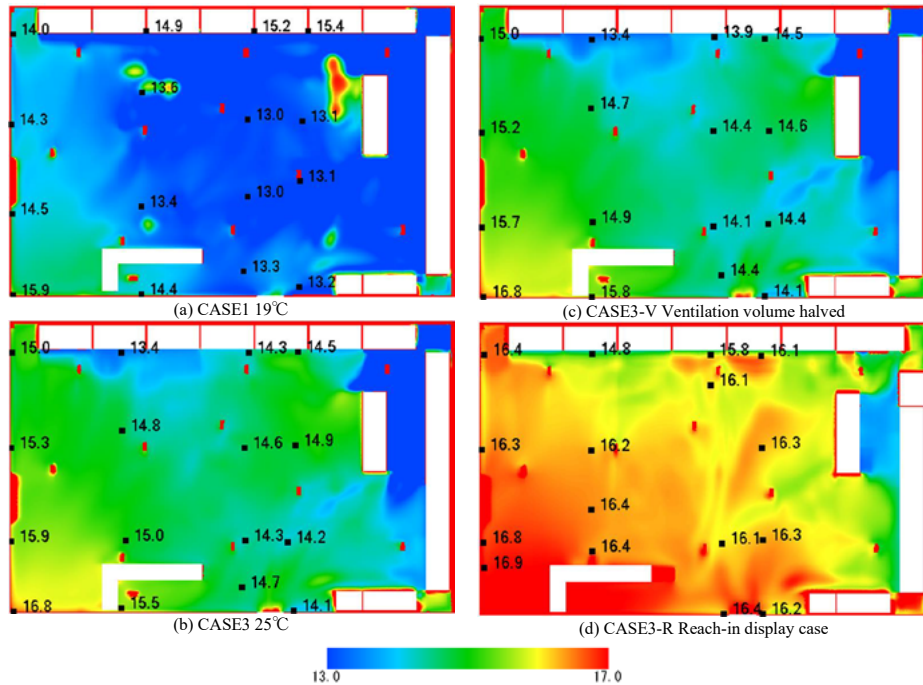 14.0 14.9 15.2 15.4
13.6
14.3 13.0 13.1
13.1
13.0
14.5 13.4
13.3
15.9 14.4 13.2
(a) CASE1 19℃
15.0 13.4 13.9 14.5
14.7
15.2 14.4 14.6
15.7 14.9 14.1 14.4
14.4
16.8 15.8 14.1
(c) CASE3-V Ventilation volume halved
15.0 13.4 14.3 14.5
14.8
15.3 14.6 14.9
15.9 15.0 14.3 14.2
14.7
16.8 15.5 14.1
(b) CASE3 25℃
16.4 14.8 15.8 16.1
16.1
16.3 16.2 16.3
16.4
16.8 16.1 16.3
16.9 16.4
16.4 16.2
(d) CASE3-R Reach-in display case
13.0 17.0